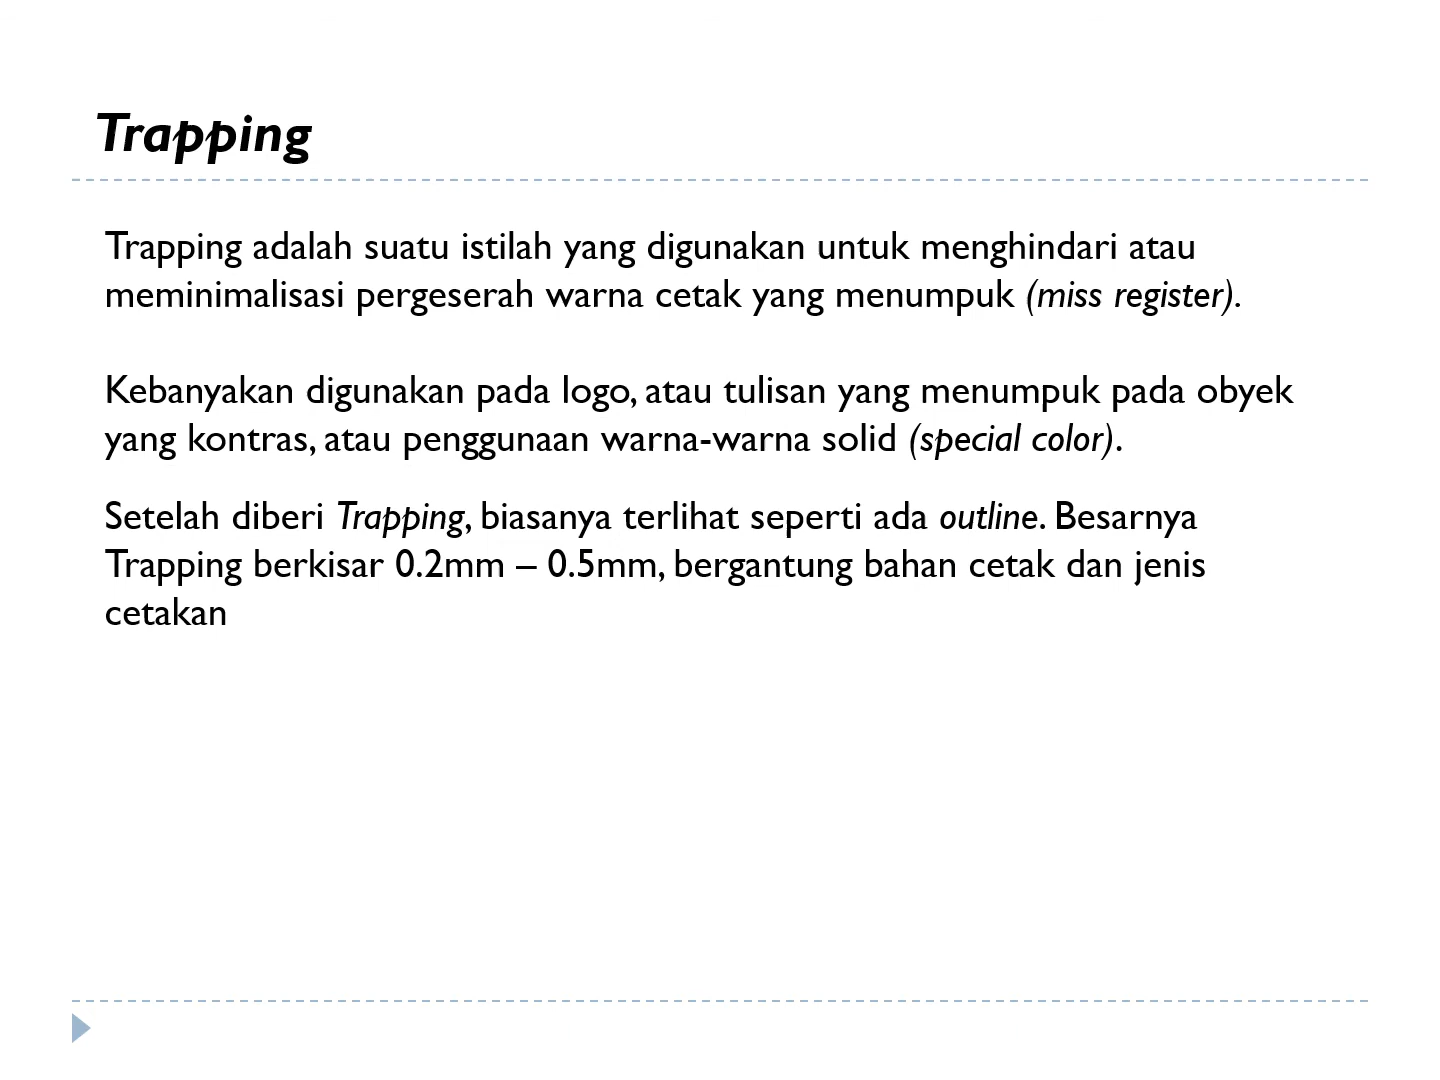 Trapping
Trapping adalah suatu istilah yang digunakan untuk menghindari atau
meminimalisasi pergeserah warna cetak yang menumpuk (miss register).
Kebanyakan digunakan pada logo, atau tulisan yang menumpuk pada obyek
yang kontras, atau penggunaan warna-warna solid (special color).
Setelah diberi Trapping, biasanya terlihat seperti ada outline. Besarnya
Trapping berkisar 0.2mm – 0.5mm, bergantung bahan cetak dan jenis
cetakan